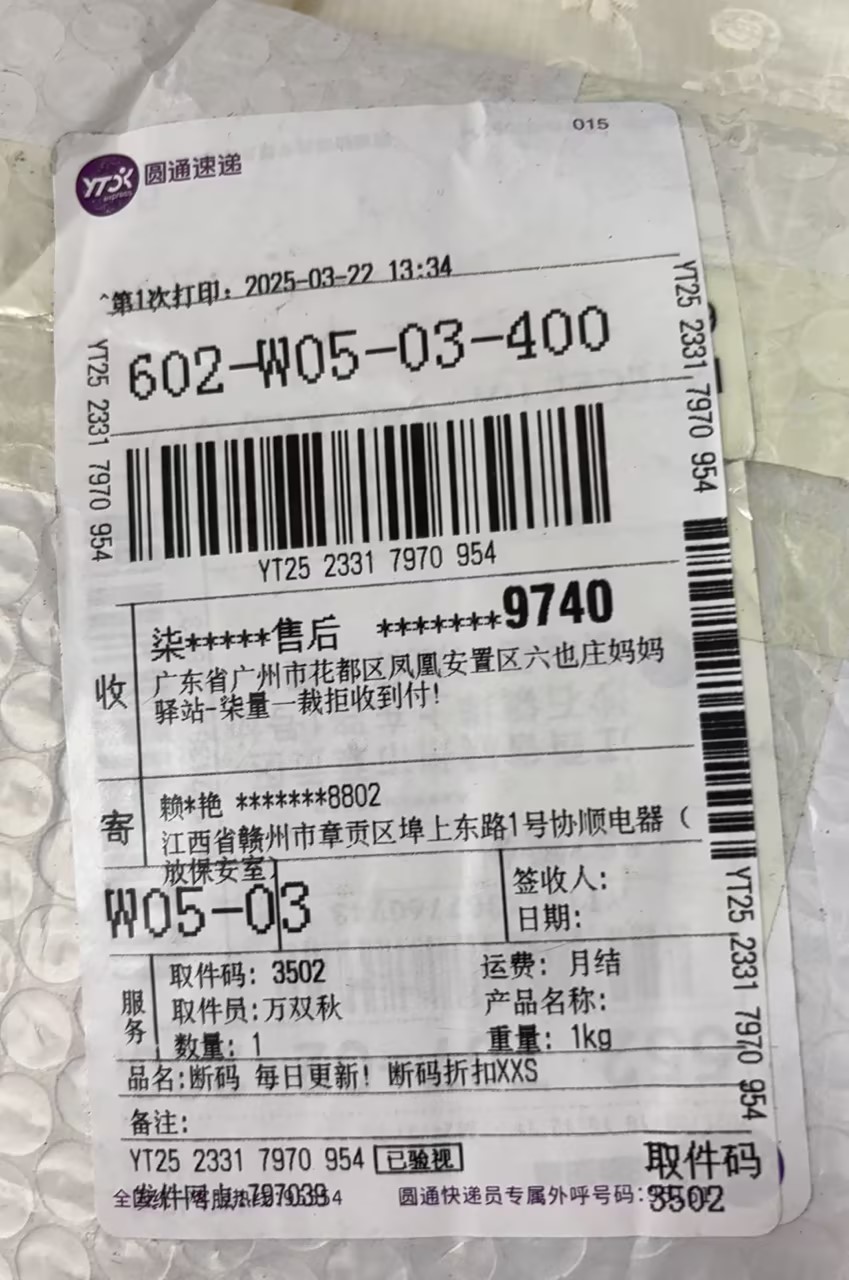 015
YTO express 圆通速递
^第1次打印: 2025-03-22 13:34
602-W05-03-400
YT25 2331 7970 954
YT25 2331 7970 954
YT25 2331 7970 954
收
柒*****售后 *******9740
广东省广州市花都区凤凰安置区六也庄妈妈
驿站-柒量一裁拒收到付!
寄
赖*艳 *******8802
江西省赣州市章贡区埠上东路1号协顺电器(
放保安室)
W05-03
签收人:
日期:
服务
取件码: 3502
运费: 月结
取件员:万双秋
产品名称:
数量: 1
重量: 1kg
YT25 2331 7970 954
品名:断码 每日更新! 断码折扣XXS
备注:
YT25 2331 7970 954 已验视
取件码
3502
圆通快递员专属外呼号码: